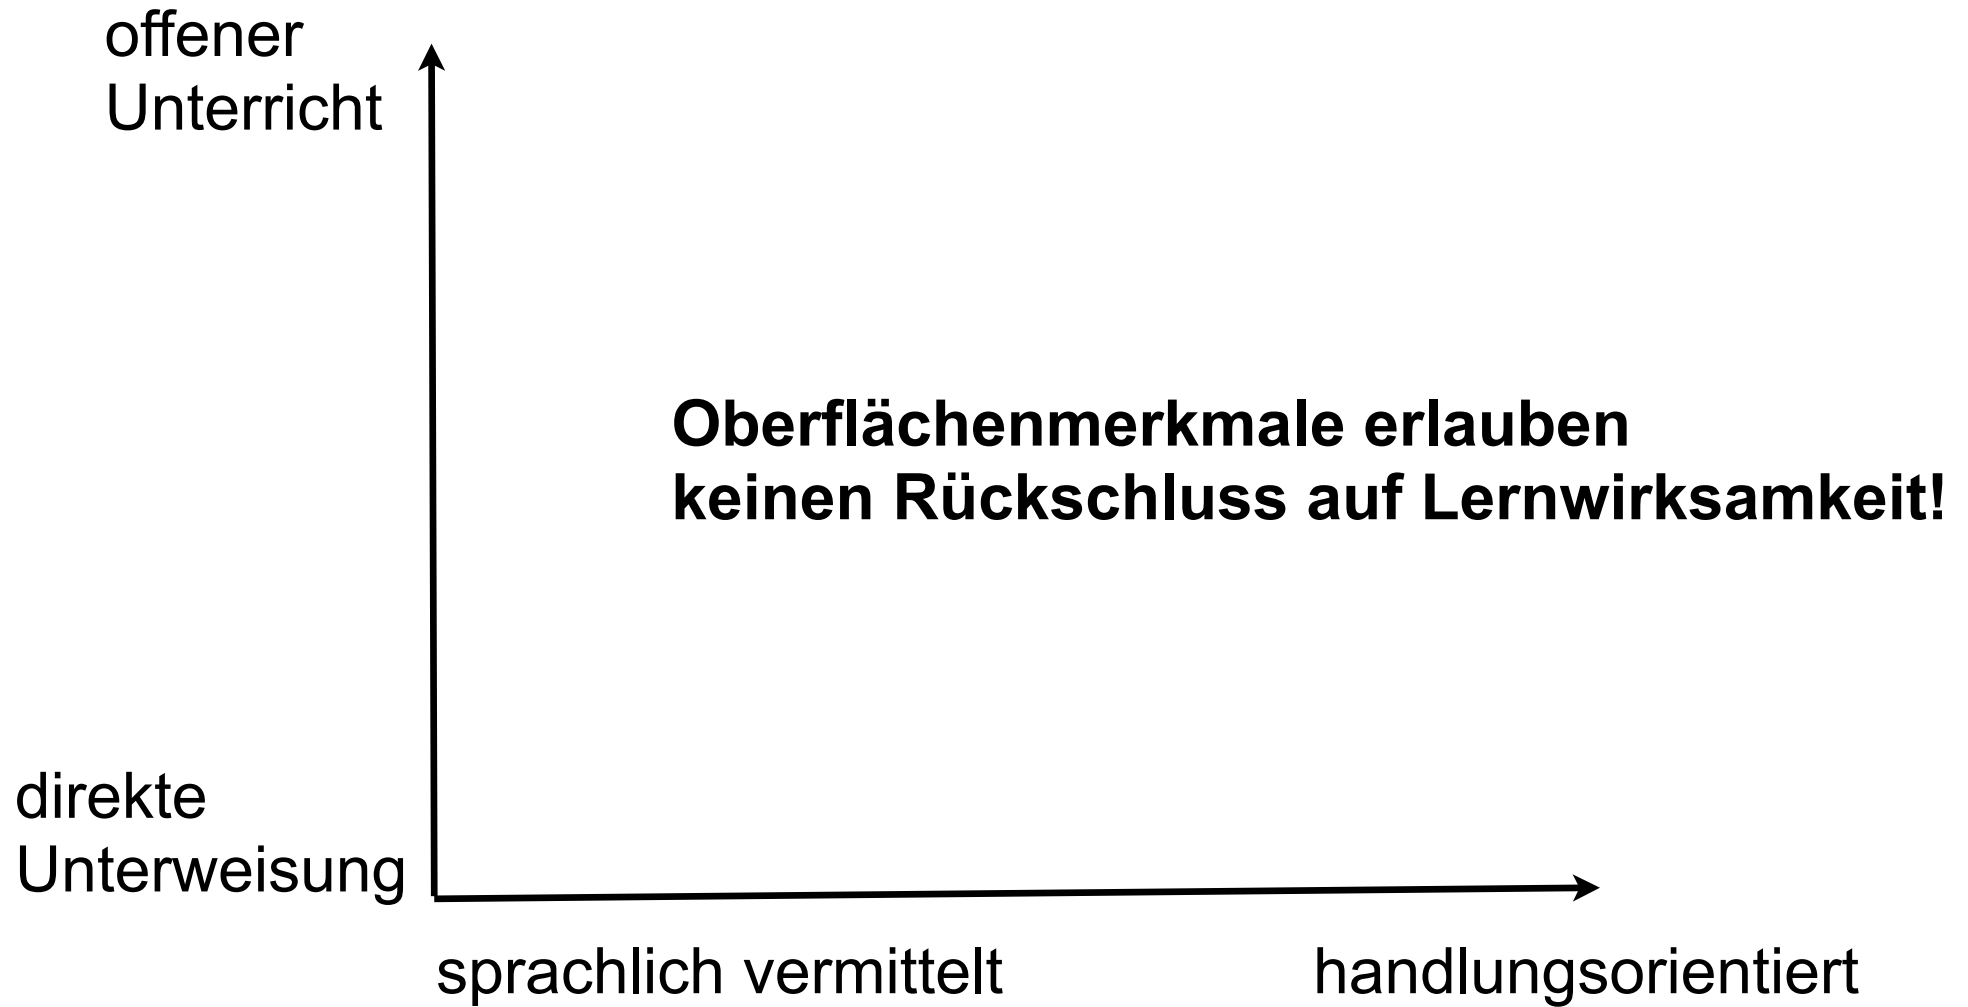 offener
Unterricht
Oberflächenmerkmale erlauben
keinen Rückschluss auf Lernwirksamkeit!
direkte
Unterweisung
sprachlich vermittelt
handlungsorientiert